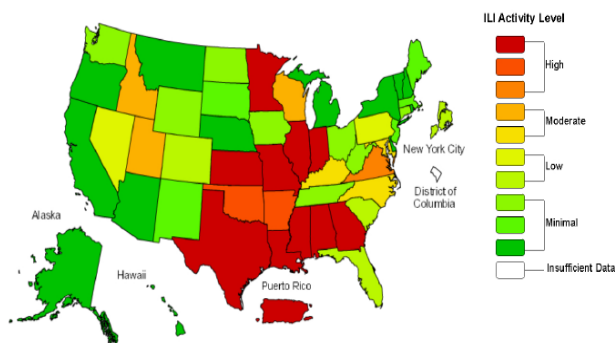 ILI Activity Level
High
Moderate
Low
Minimal
Insufficient Data
New York City
District of
Columbia
Alaska
Hawaii
Puerto Rico